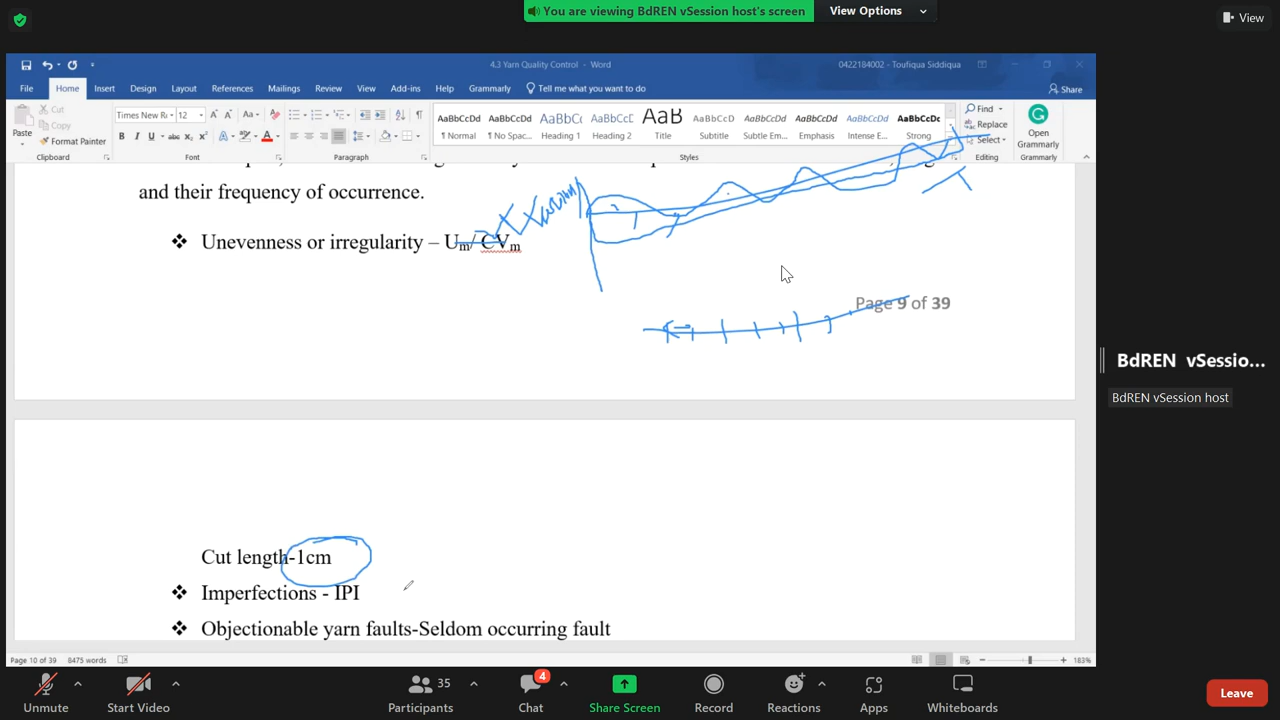 You are viewing BdREN vSession host's screen
View Options
View
4.3 Yarn Quality Control - Word
0422184002 - Toufiqua Siddiqua
File Home Insert Design Layout References Mailings Review View Add-ins Help Grammarly Tell me what you want to do
Share
Cut
Copy
Paste
Format Painter
Clipboard
Times New R
12
Font
Paragraph
AaBbCcDd AaBbCcDd AaBbCcD AaBbCcD AaB AaBbCcD AaBbCcDd AaBbCcDd AaBbCcDd AaBbCcDc
¶ Normal ¶ No Spac... Heading 1 Heading 2 Title Subtitle Subtle Em... Emphasis Intense E... Strong
Styles
Find
Replace
Select
Editing
Open
Grammarly
Grammarly
and their frequency of occurrence.
❖ Unevenness or irregularity – Um/ CVm
Page 9 of 39
Cut length-1cm
❖ Imperfections - IPI
❖ Objectionable yarn faults-Seldom occurring fault
Page 10 of 39 8475 words
183%
BdREN vSessio...
BdREN vSession host
Unmute
Start Video
35
Participants
4
Chat
Share Screen
Record
Reactions
Apps
Whiteboards
Leave